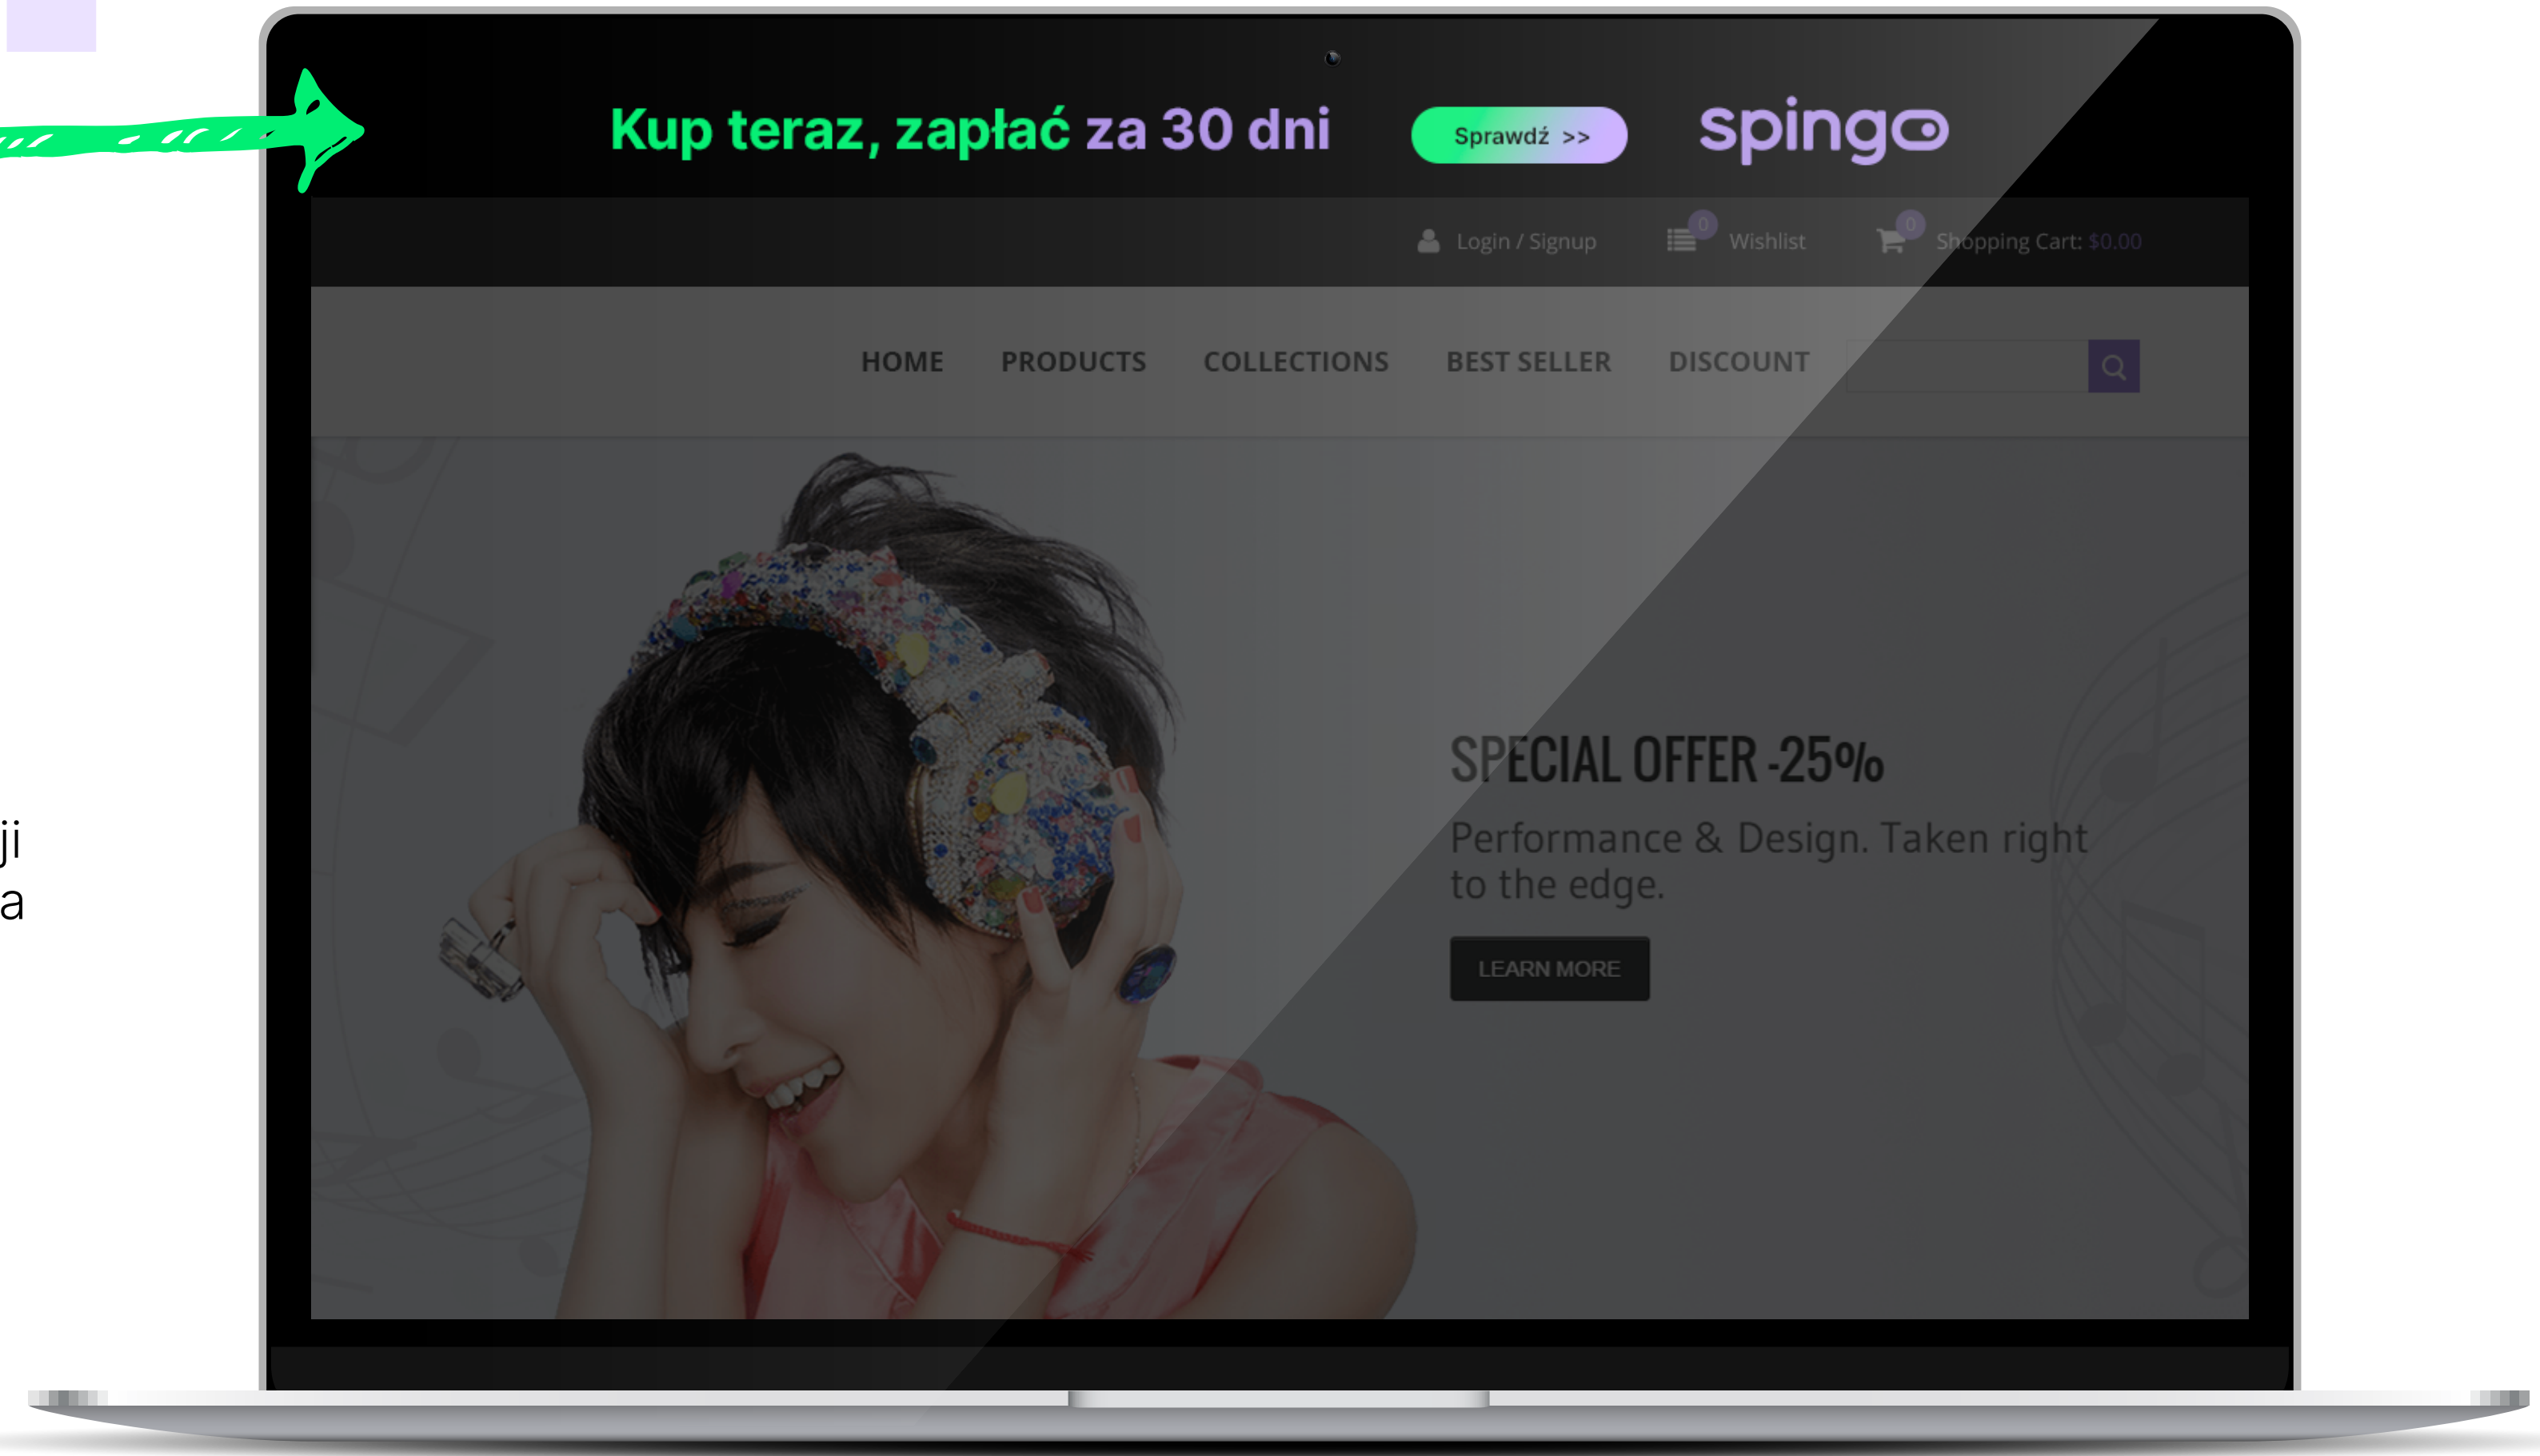 Kup teraz, zapłać za 30 dni
Sprawdź >>
spingo
Login / Signup
0
Wishlist
0
Shopping Cart: $0.00
HOME
PRODUCTS
COLLECTIONS
BEST SELLER
DISCOUNT
SPECIAL OFFER -25%
Performance & Design. Taken right
to the edge.
LEARN MORE
ji
a